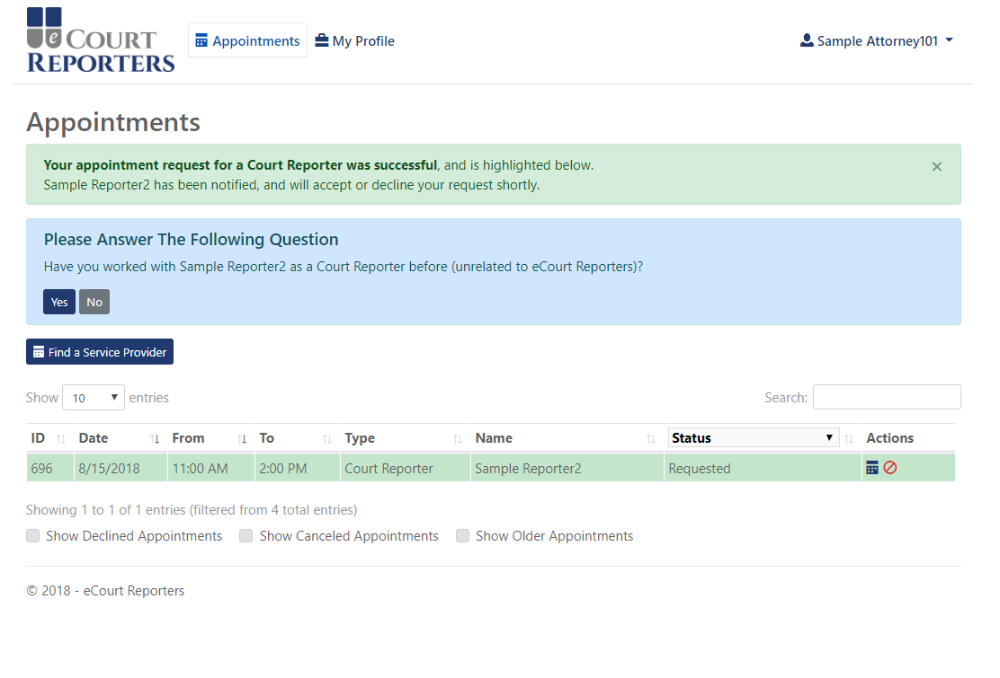 eCourt
Reporters
Appointments
My Profile
Sample Attorney101
Appointments
Your appointment request for a Court Reporter was successful, and is highlighted below.
×
Sample Reporter2 has been notified, and will accept or decline your request shortly.
Please Answer The Following Question
Have you worked with Sample Reporter2 as a Court Reporter before (unrelated to eCourt Reporters)?
Yes No
Find a Service Provider
Show 10 entries Search:
ID Date From To Type Name Status Actions
696 8/15/2018 11:00 AM 2:00 PM Court Reporter Sample Reporter2 Requested
Showing 1 to 1 of 1 entries (filtered from 4 total entries)
Show Declined Appointments Show Canceled Appointments Show Older Appointments
© 2018 - eCourt Reporters